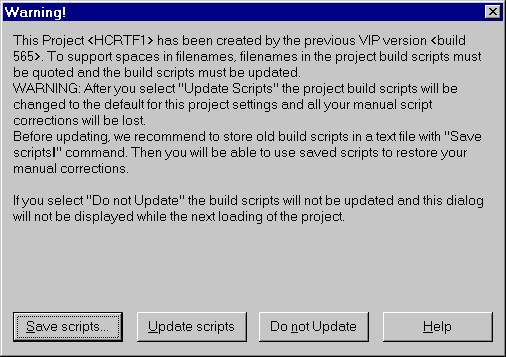 Warning!
This Project <HCRTF1> has been created by the previous VIP version <build
565>. To support spaces in filenames, filenames in the project build scripts must
be quoted and the build scripts must be updated.
WARNING: After you select "Update Scripts" the project build scripts will be
changed to the default for this project settings and all your manual script
corrections will be lost.
Before updating, we recommend to store old build scripts in a text file with "Save
scripts!" command. Then you will be able to use saved scripts to restore your
manual corrections.
If you select "Do not Update" the build scripts will not be updated and this dialog
will not be displayed while the next loading of the project.
Save scripts... Update scripts Do not Update Help